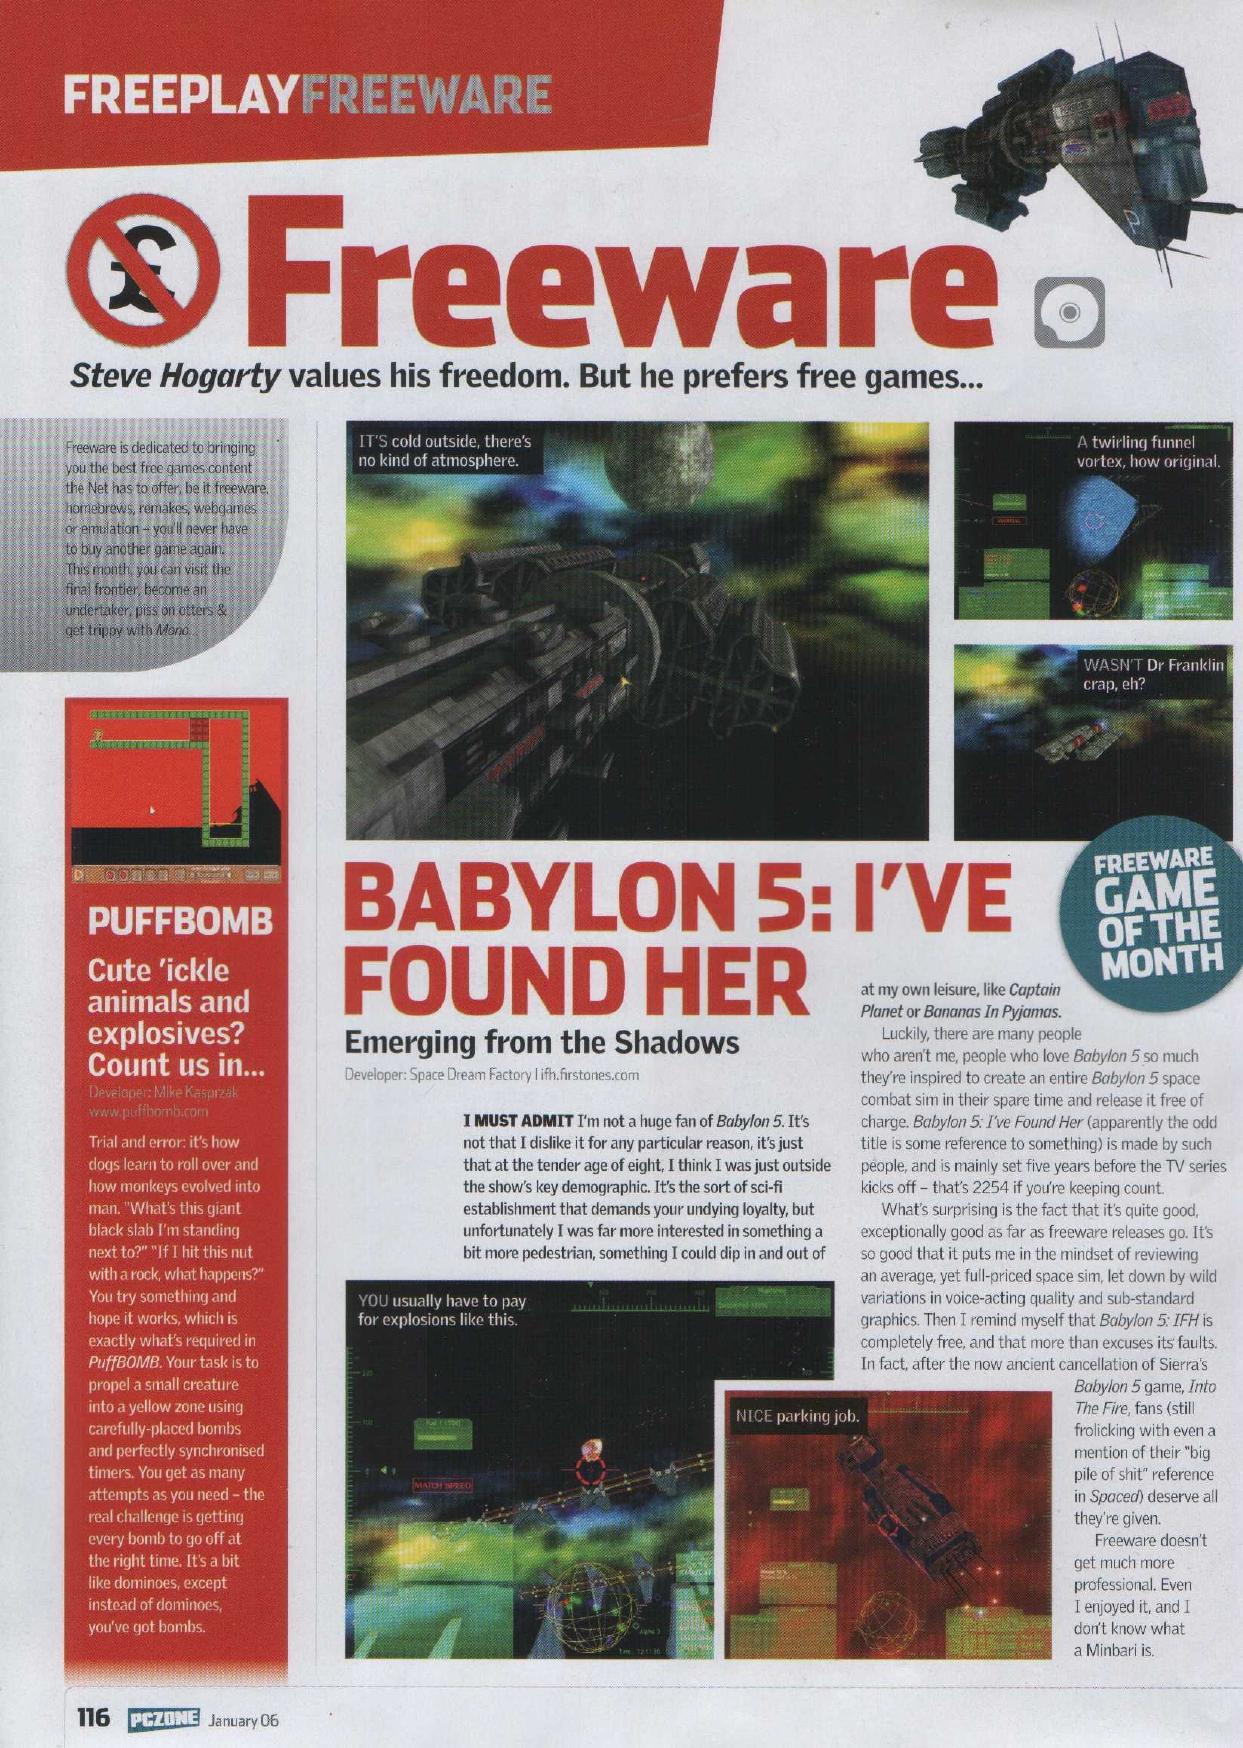 FREEPLAYFREEWARE
£
Freeware
Steve Hogarty values his freedom. But he prefers free games...
Freeware is dedicated to bringing
you the best free games content
the Net has to offer, be it freeware,
homebrews, remakes, webgames
or emulation – you'll never have
to buy another game again.
This month, you can visit the
final frontier, become an
undertaker, piss on otters &
get trippy with Mono...
IT'S cold outside, there's
no kind of atmosphere.
A twirling funnel
vortex, how original.
WASN'T Dr Franklin
crap, eh?
FREEWARE
GAME
OF THE
MONTH
PUFFBOMB
Cute 'ickle
animals and
explosives?
Count us in...
Developer: Mike Kasprzak
www.puffbomb.com
Trial and error: it's how
dogs learn to roll over and
how monkeys evolved into
man. "What's this giant
black slab I'm standing
next to?" "If I hit this nut
with a rock, what happens?"
You try something and
hope it works, which is
exactly what's required in
PuffBOMB. Your task is to
propel a small creature
into a yellow zone using
carefully-placed bombs
and perfectly synchronised
timers. You get as many
attempts as you need – the
real challenge is getting
every bomb to go off at
the right time. It's a bit
like dominoes, except
instead of dominoes,
you've got bombs.
BABYLON 5: I'VE
FOUND HER
Emerging from the Shadows
Developer: Space Dream Factory | ifh.firstones.com
I MUST ADMIT I'm not a huge fan of Babylon 5. It's
not that I dislike it for any particular reason, it's just
that at the tender age of eight, I think I was just outside
the show's key demographic. It's the sort of sci-fi
establishment that demands your undying loyalty, but
unfortunately I was far more interested in something a
bit more pedestrian, something I could dip in and out of
at my own leisure, like Captain
Planet or Bananas In Pyjamas.
Luckily, there are many people
who aren't me, people who love Babylon 5 so much
they're inspired to create an entire Babylon 5 space
combat sim in their spare time and release it free of
charge. Babylon 5: I've Found Her (apparently the odd
title is some reference to something) is made by such
people, and is mainly set five years before the TV series
kicks off – that's 2254 if you're keeping count.
What's surprising is the fact that it's quite good,
exceptionally good as far as freeware releases go. It's
so good that it puts me in the mindset of reviewing
an average, yet full-priced space sim, let down by wild
variations in voice-acting quality and sub-standard
graphics. Then I remind myself that Babylon 5: IFH is
completely free, and that more than excuses its faults.
In fact, after the now ancient cancellation of Sierra's
Babylon 5 game, Into
The Fire, fans (still
frolicking with even a
mention of their "big
pile of shit" reference
in Spaced) deserve all
they're given.
Freeware doesn't
get much more
professional. Even
I enjoyed it, and I
don't know what
a Minbari is.
YOU usually have to pay
for explosions like this.
MATCH SPEED
NICE parking job.
116 PCZONE January 06